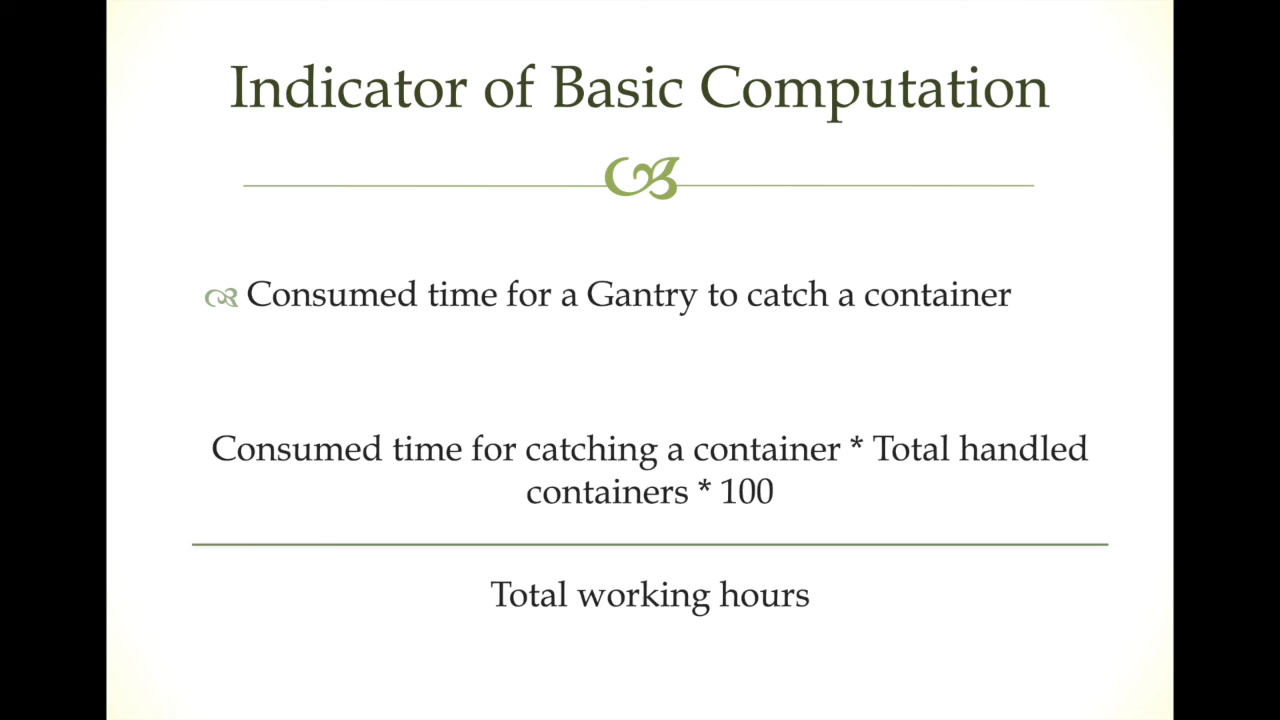 Indicator of Basic Computation
Consumed time for a Gantry to catch a container
Consumed time for catching a container * Total handled
containers * 100
Total working hours